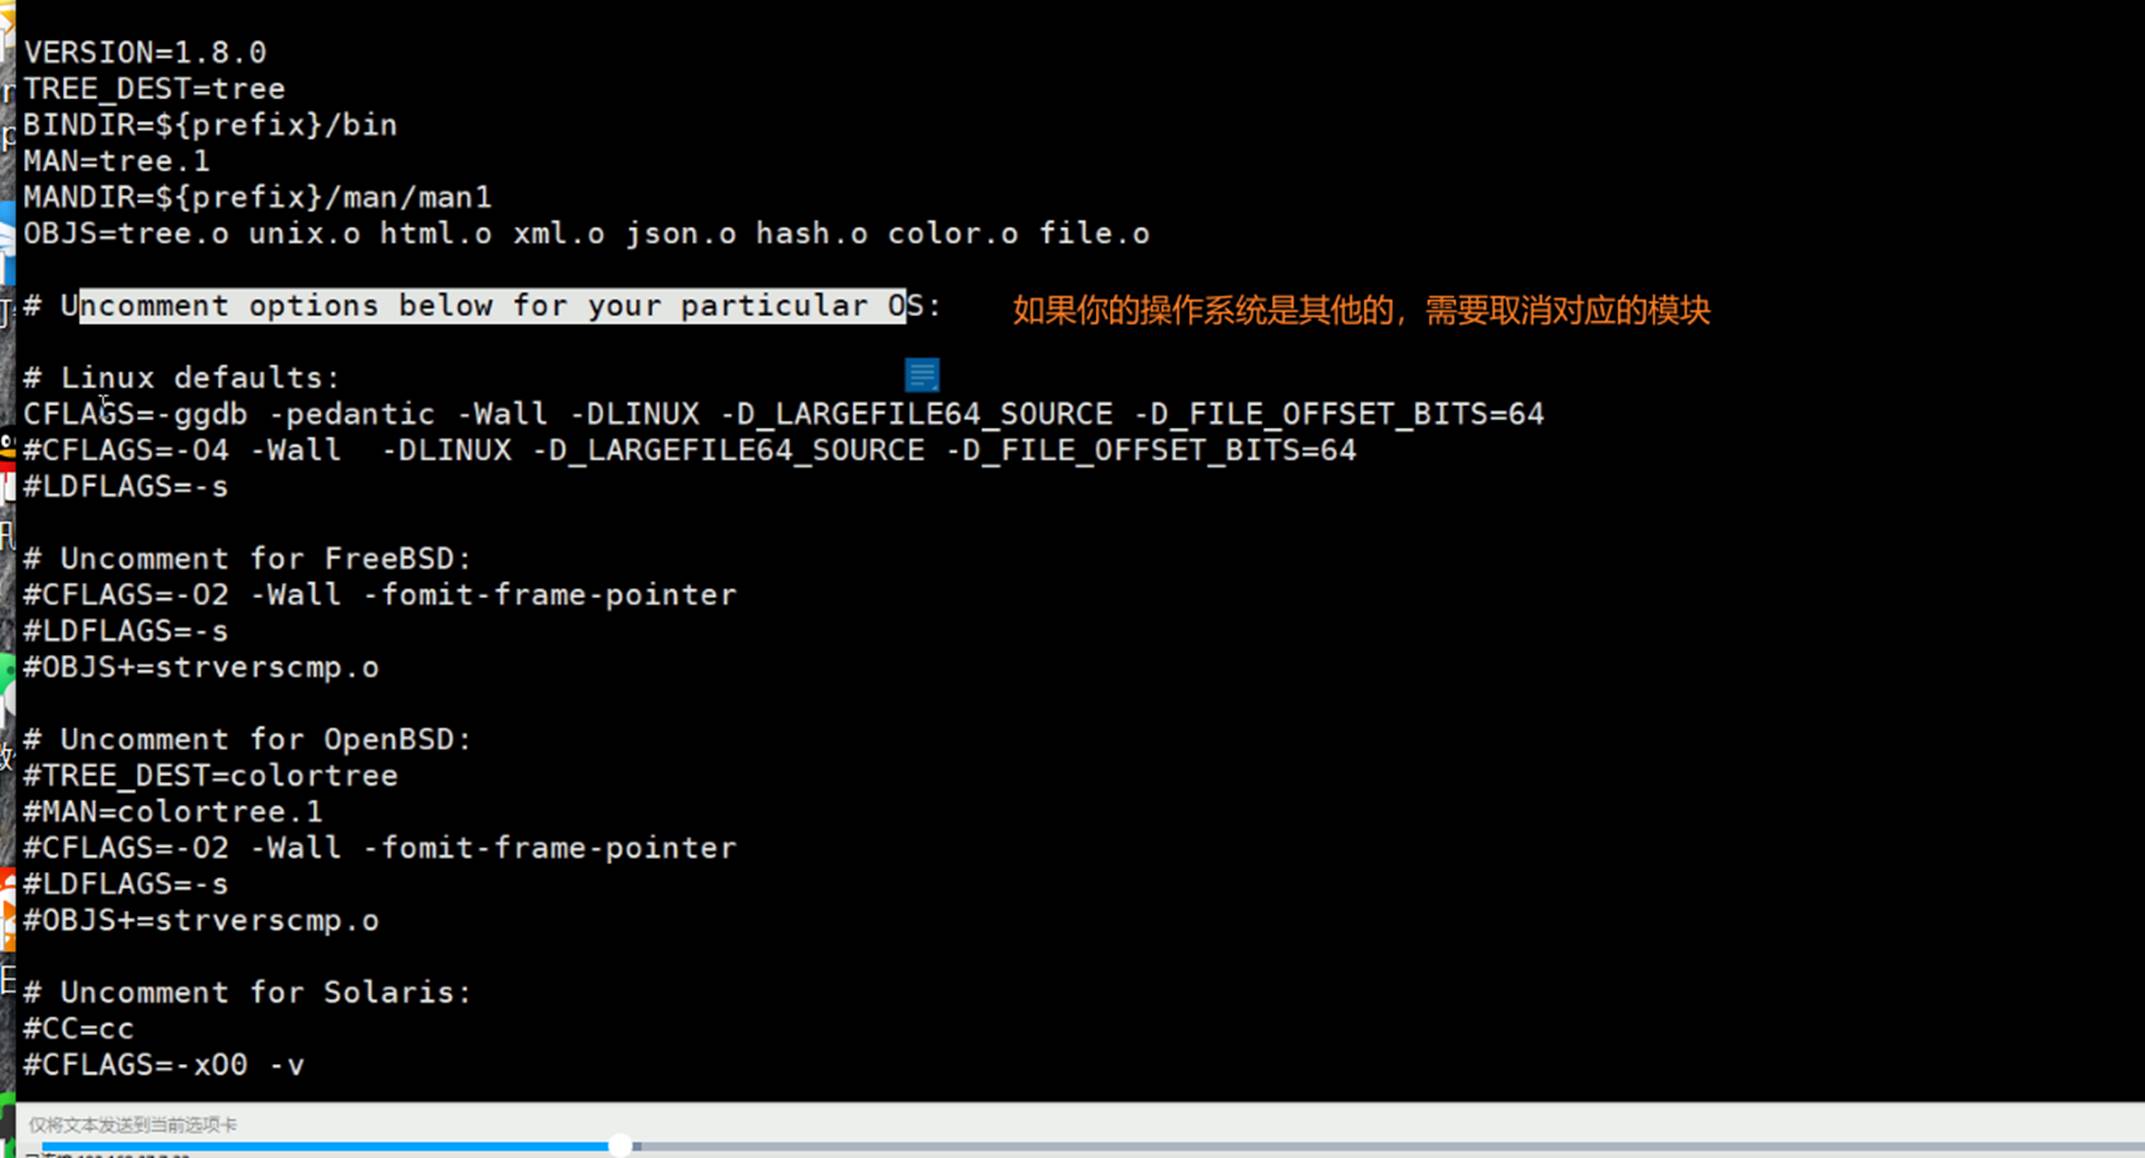 VERSION=1.8.0
TREE_DEST=tree
BINDIR=${prefix}/bin
MAN=tree.1
MANDIR=${prefix}/man/man1
OBJS=tree.o unix.o html.o xml.o json.o hash.o color.o file.o
# Uncomment options below for your particular OS: 如果你的操作系统是其他的，需要取消对应的模块
# Linux defaults:
CFLAGS=-ggdb -pedantic -Wall -DLINUX -D_LARGEFILE64_SOURCE -D_FILE_OFFSET_BITS=64
#CFLAGS=-O4 -Wall  -DLINUX -D_LARGEFILE64_SOURCE -D_FILE_OFFSET_BITS=64
#LDFLAGS=-s
# Uncomment for FreeBSD:
#CFLAGS=-O2 -Wall -fomit-frame-pointer
#LDFLAGS=-s
#OBJS+=strverscmp.o
# Uncomment for OpenBSD:
#TREE_DEST=colortree
#MAN=colortree.1
#CFLAGS=-O2 -Wall -fomit-frame-pointer
#LDFLAGS=-s
#OBJS+=strverscmp.o
# Uncomment for Solaris:
#CC=cc
#CFLAGS=-xO0 -v
仅将文本发送到当前选项卡